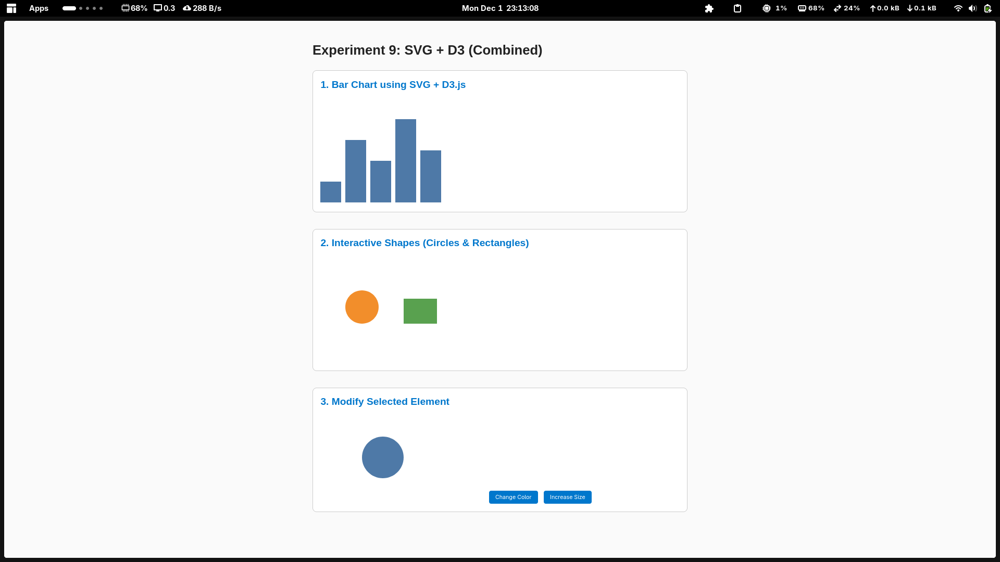 Apps 68% 0.3 288 B/s Mon Dec 1 23:13:08 1% 68% 24% 0.0 kB 0.1 kB
Experiment 9: SVG + D3 (Combined)
1. Bar Chart using SVG + D3.js
2. Interactive Shapes (Circles & Rectangles)
3. Modify Selected Element
Change Color Increase Size